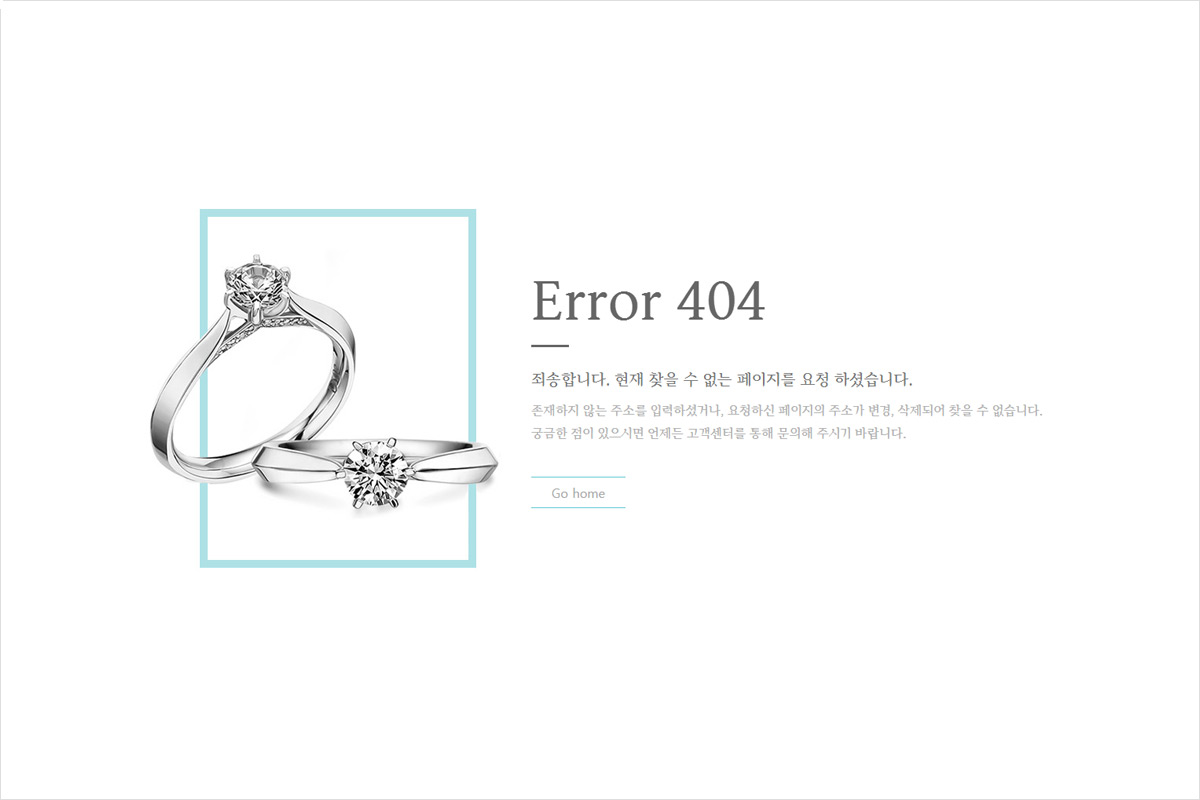 Error 404
죄송합니다. 현재 찾을 수 없는 페이지를 요청 하셨습니다.
존재하지 않는 주소를 입력하셨거나, 요청하신 페이지의 주소가 변경, 삭제되어 찾을 수 없습니다.
궁금한 점이 있으시면 언제든 고객센터를 통해 문의해 주시기 바랍니다.
Go home